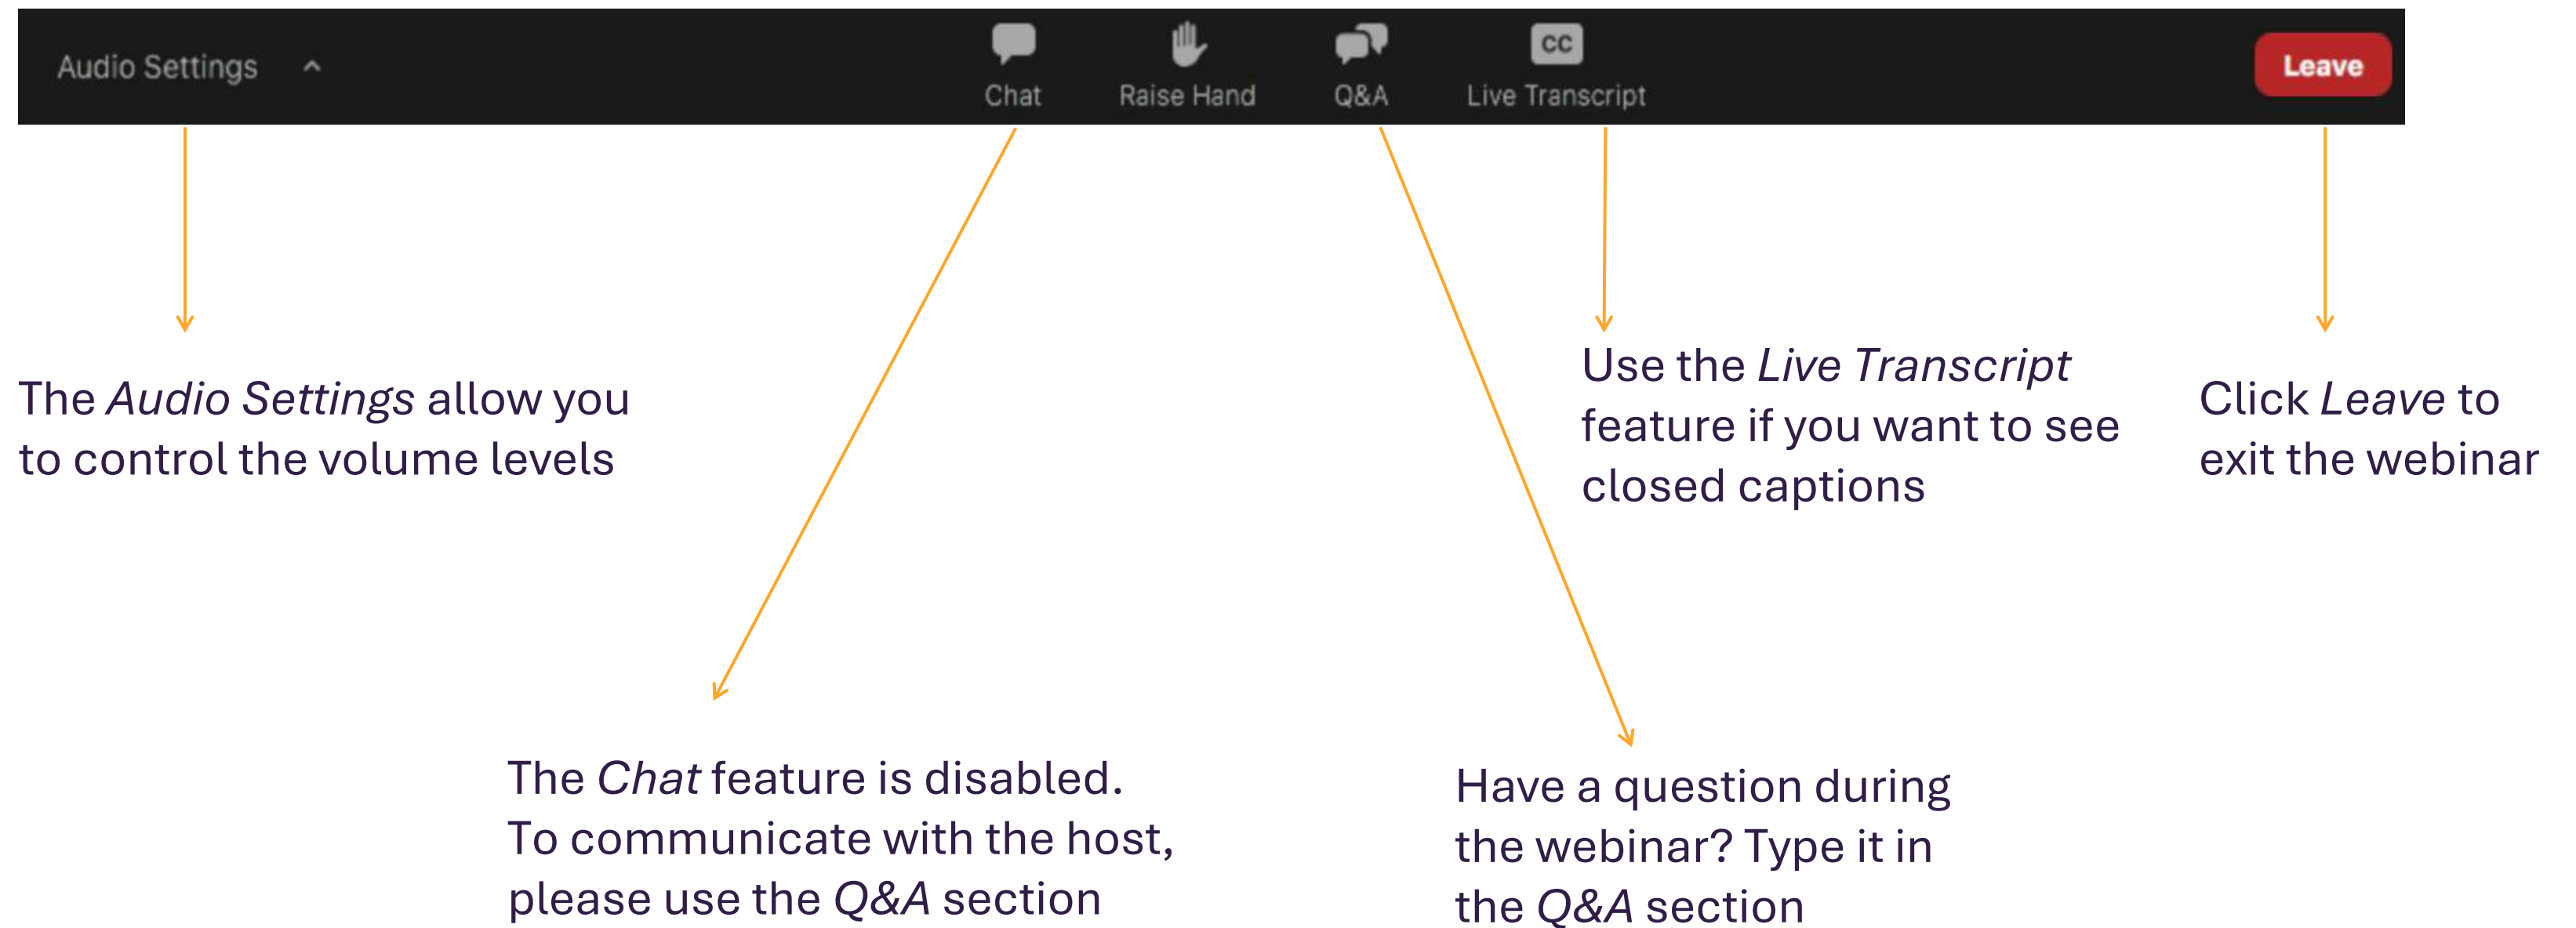 Audio Settings
Chat
Raise Hand
Q&A
CC
Live Transcript
Leave
The Audio Settings allow you
to control the volume levels
Use the Live Transcript
feature if you want to see
closed captions
Click Leave to
exit the webinar
The Chat feature is disabled.
To communicate with the host,
please use the Q&A section
Have a question during
the webinar? Type it in
the Q&A section